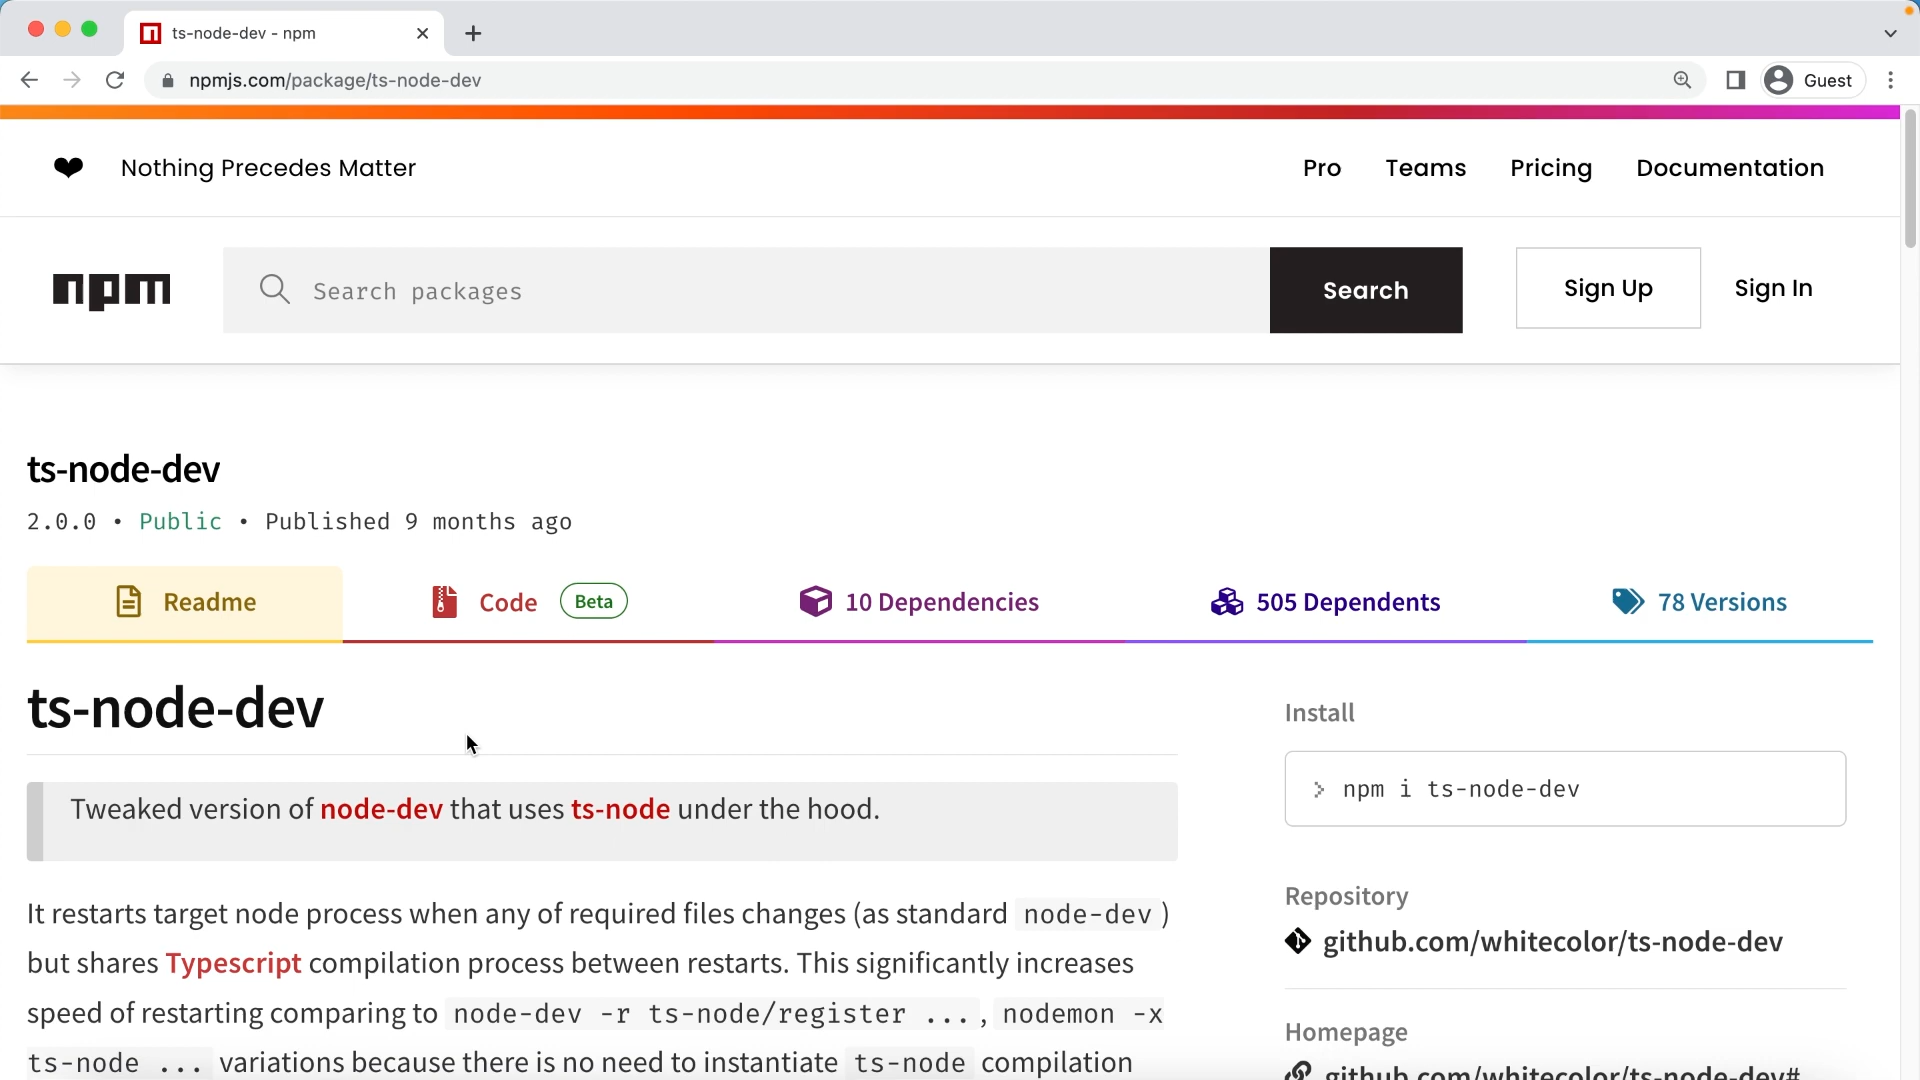 ts-node-dev - npm
npmjs.com/package/ts-node-dev
Guest
Nothing Precedes Matter
Pro
Teams
Pricing
Documentation
npm
Search packages
Search
Sign Up
Sign In
ts-node-dev
2.0.0 • Public • Published 9 months ago
Readme
Code Beta
10 Dependencies
505 Dependents
78 Versions
ts-node-dev
Tweaked version of node-dev that uses ts-node under the hood.
It restarts target node process when any of required files changes (as standard node-dev )
but shares Typescript compilation process between restarts. This significantly increases
speed of restarting comparing to node-dev -r ts-node/register ... , nodemon -x
ts-node ... variations because there is no need to instantiate ts-node compilation
Install
> npm i ts-node-dev
Repository
github.com/whitecolor/ts-node-dev
Homepage
github.com/whitecolor/ts-node-dev#